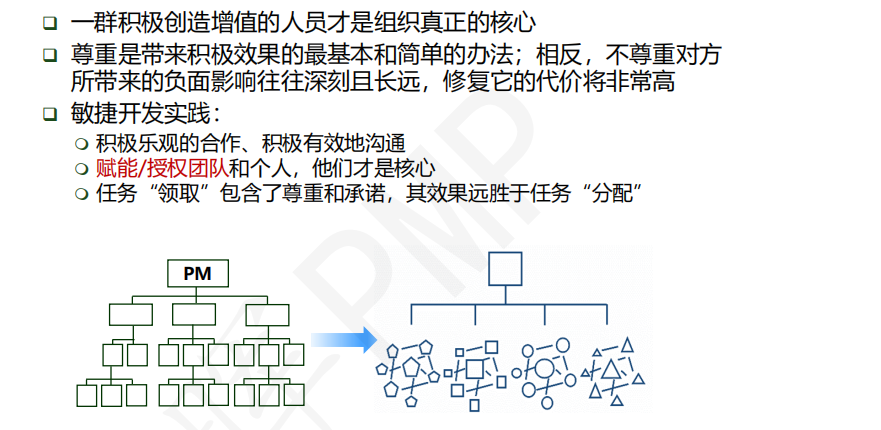 一群积极创造增值的人员才是组织真正的核心
尊重是带来积极效果的最基本和简单的办法；相反，不尊重对方
所带来的负面影响往往深刻且长远，修复它的代价将非常高
敏捷开发实践：
积极乐观的合作、积极有效地沟通
赋能/授权团队和个人，他们才是核心
任务“领取”包含了尊重和承诺，其效果远胜于任务“分配”
PM
PMP